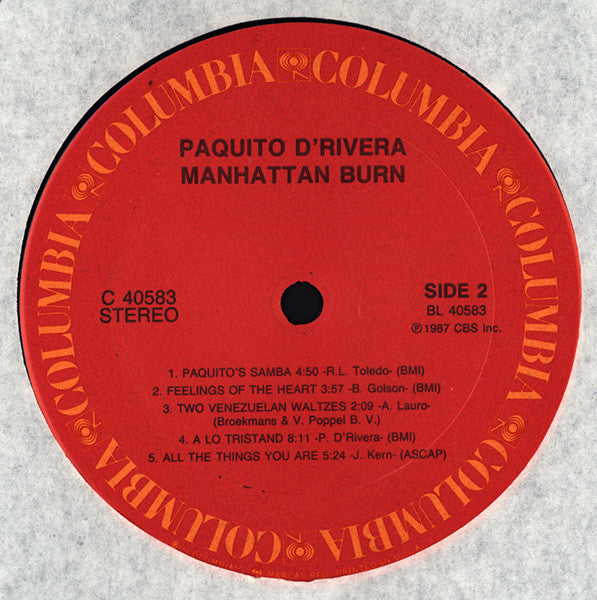 COLUMBIA COLUMBIA COLUMBIA COLUMBIA COLUMBIA COLUMBIA COLUMBIA COLUMBIA
PAQUITO D'RIVERA
MANHATTAN BURN
C 40583
STEREO
SIDE 2
BL 40583
℗1987 CBS Inc.
1. PAQUITO'S SAMBA 4:50 -R.L. Toledo- (BMI)
2. FEELINGS OF THE HEART 3:57 -B. Golson- (BMI)
3. TWO VENEZUELAN WALTZES 2:09 -A. Lauro-
(Broekmans & V. Poppel B. V.)
4. A LO TRISTAND 8:11 -P. D'Rivera- (BMI)
5. ALL THE THINGS YOU ARE 5:24 -J. Kern- (ASCAP)